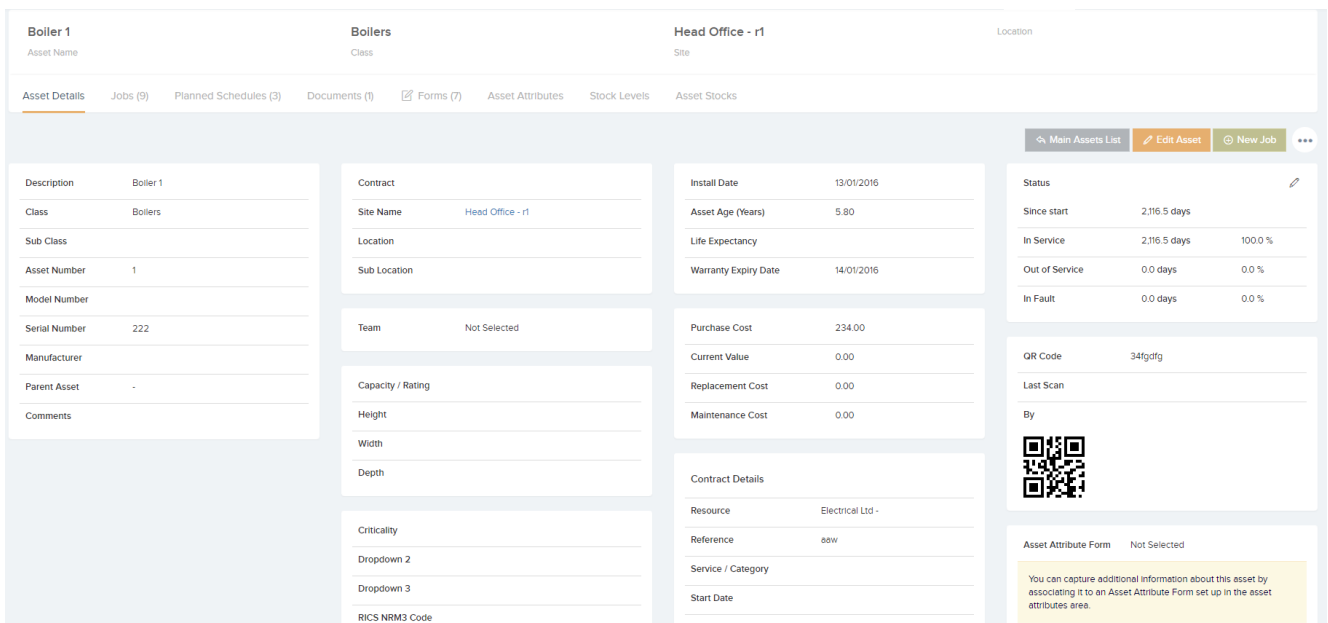 Boiler 1
Asset Name
Boilers
Class
Head Office - r1
Site
Location
Asset Details Jobs (9) Planned Schedules (3) Documents (1) Forms (7) Asset Attributes Stock Levels Asset Stocks
Main Assets List Edit Asset New Job
Description Boiler 1
Class Boilers
Sub Class
Asset Number 1
Model Number
Serial Number 222
Manufacturer
Parent Asset -
Comments
Contract
Site Name Head Office - r1
Location
Sub Location
Team Not Selected
Capacity / Rating
Height
Width
Depth
Criticality
Dropdown 2
Dropdown 3
RICS NRM3 Code
Install Date 13/01/2016
Asset Age (Years) 5.80
Life Expectancy
Warranty Expiry Date 14/01/2016
Purchase Cost 234.00
Current Value 0.00
Replacement Cost 0.00
Maintenance Cost 0.00
Contract Details
Resource Electrical Ltd -
Reference aaw
Service / Category
Start Date
Status
Since start 2,116.5 days
In Service 2,116.5 days 100.0 %
Out of Service 0.0 days 0.0 %
In Fault 0.0 days 0.0 %
QR Code 34fgdfg
Last Scan
By
Asset Attribute Form Not Selected
You can capture additional information about this asset by
associating it to an Asset Attribute Form set up in the asset
attributes area.